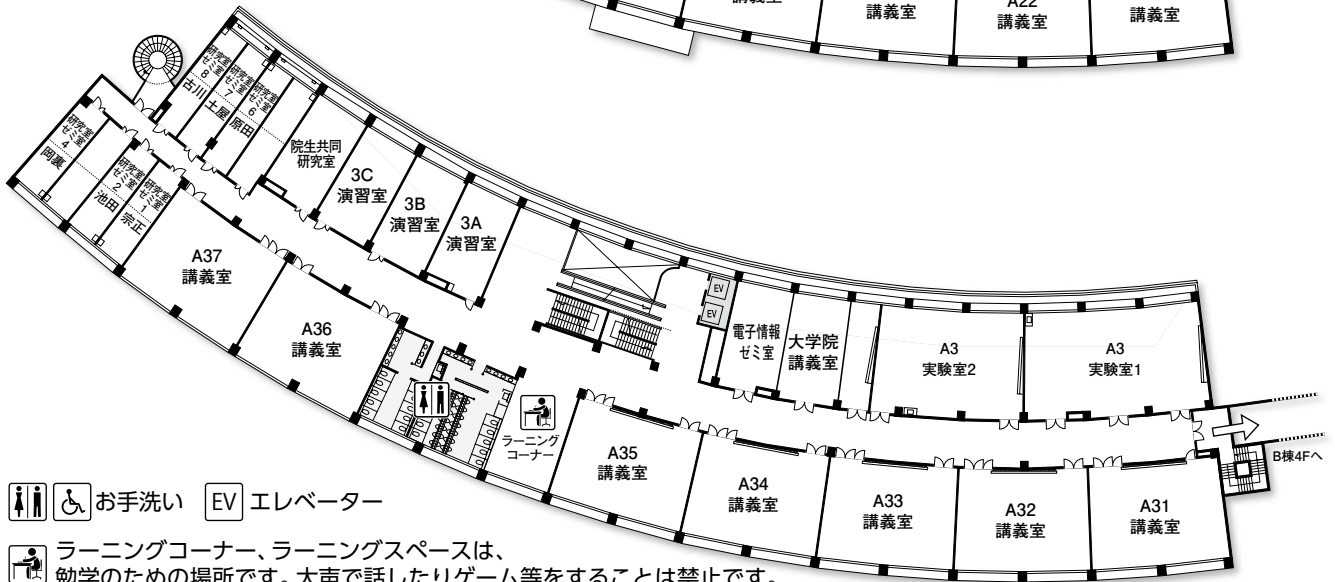 講義室
講義室
A22
講義室
講義室
研究室
ゼミ室
8
古川
研究室
ゼミ室
7
土屋
研究室
ゼミ室
6
原田
研究室
ゼミ室
4
岡裏
研究室
ゼミ室
2
池田
研究室
ゼミ室
1
宗正
院生共同
研究室
3C
演習室
3B
演習室
3A
演習室
A37
講義室
A36
講義室
EV
EV
電子情報
ゼミ室
大学院
講義室
A3
実験室2
A3
実験室1
ラーニング
コーナー
A35
講義室
A34
講義室
A33
講義室
A32
講義室
A31
講義室
B棟4Fへ
お手洗い EV エレベーター
ラーニングコーナー、ラーニングスペースは、
勉学のための場所です。大声で話したりゲーム等をすることは禁止です。